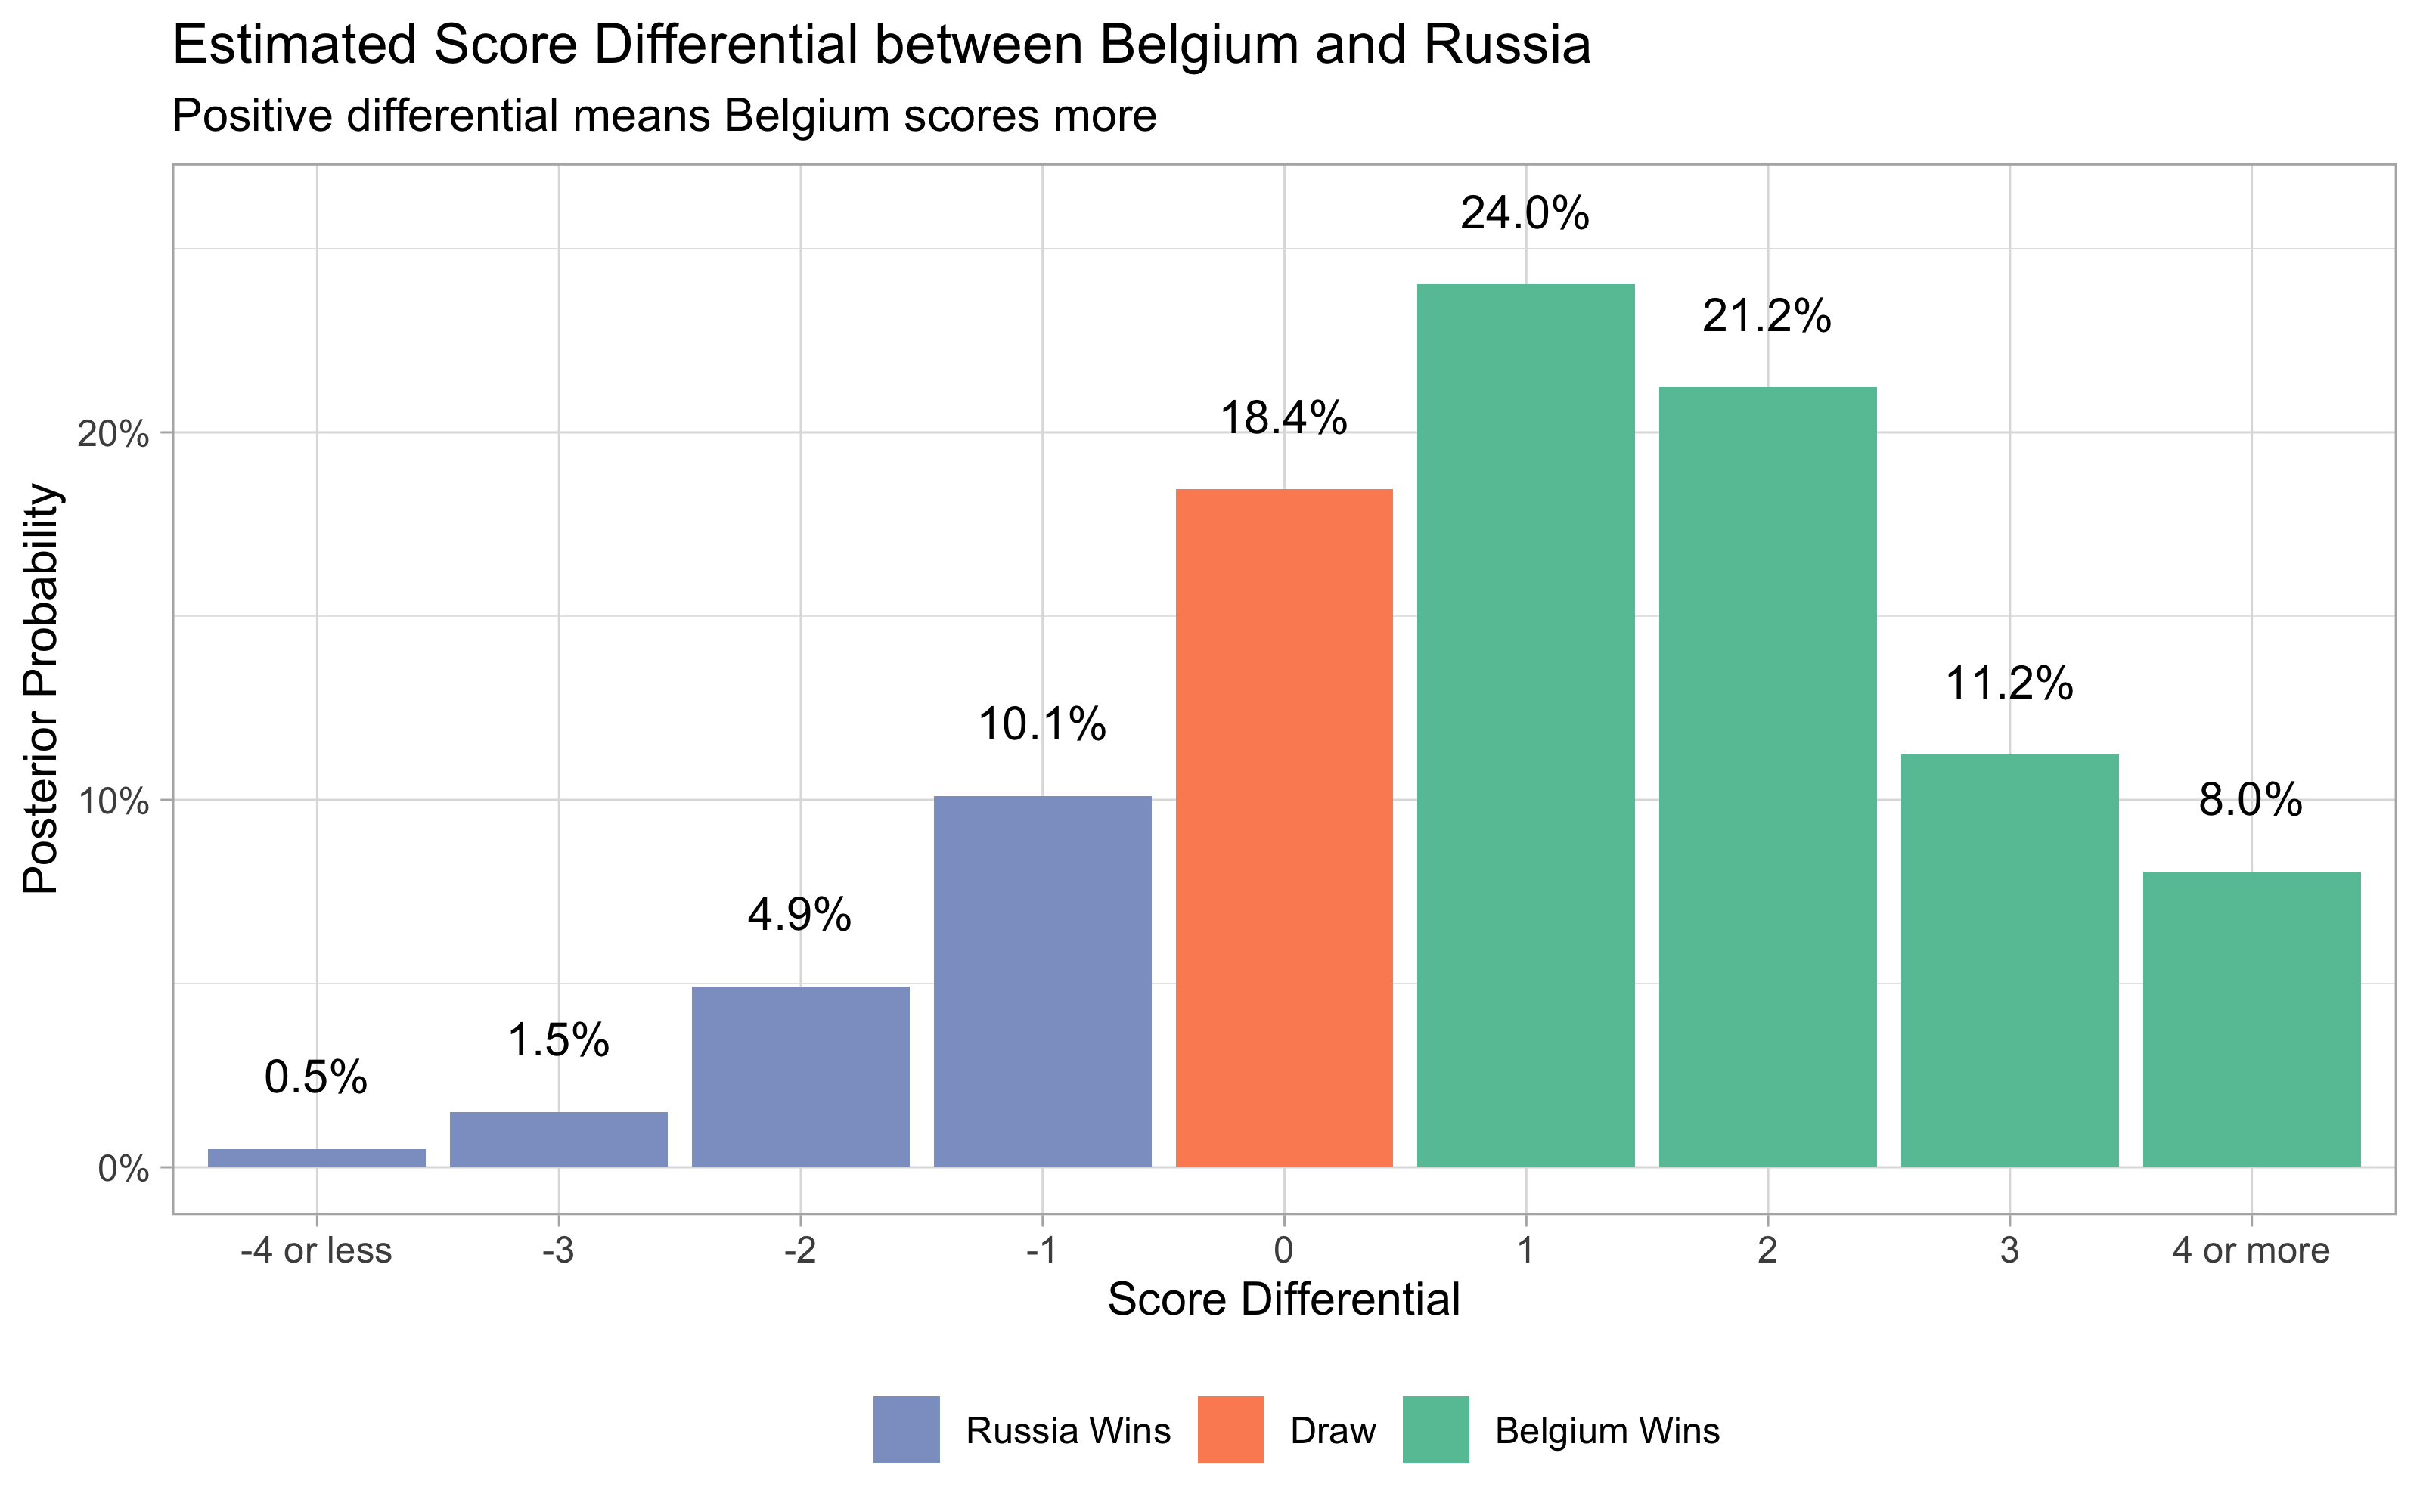 Estimated Score Differential between Belgium and Russia
Positive differential means Belgium scores more
Posterior Probability
20%
10%
0%
0.5%
1.5%
4.9%
10.1%
18.4%
24.0%
21.2%
11.2%
8.0%
-4 or less -3 -2 -1 0 1 2 3 4 or more
Score Differential
Russia Wins Draw Belgium Wins